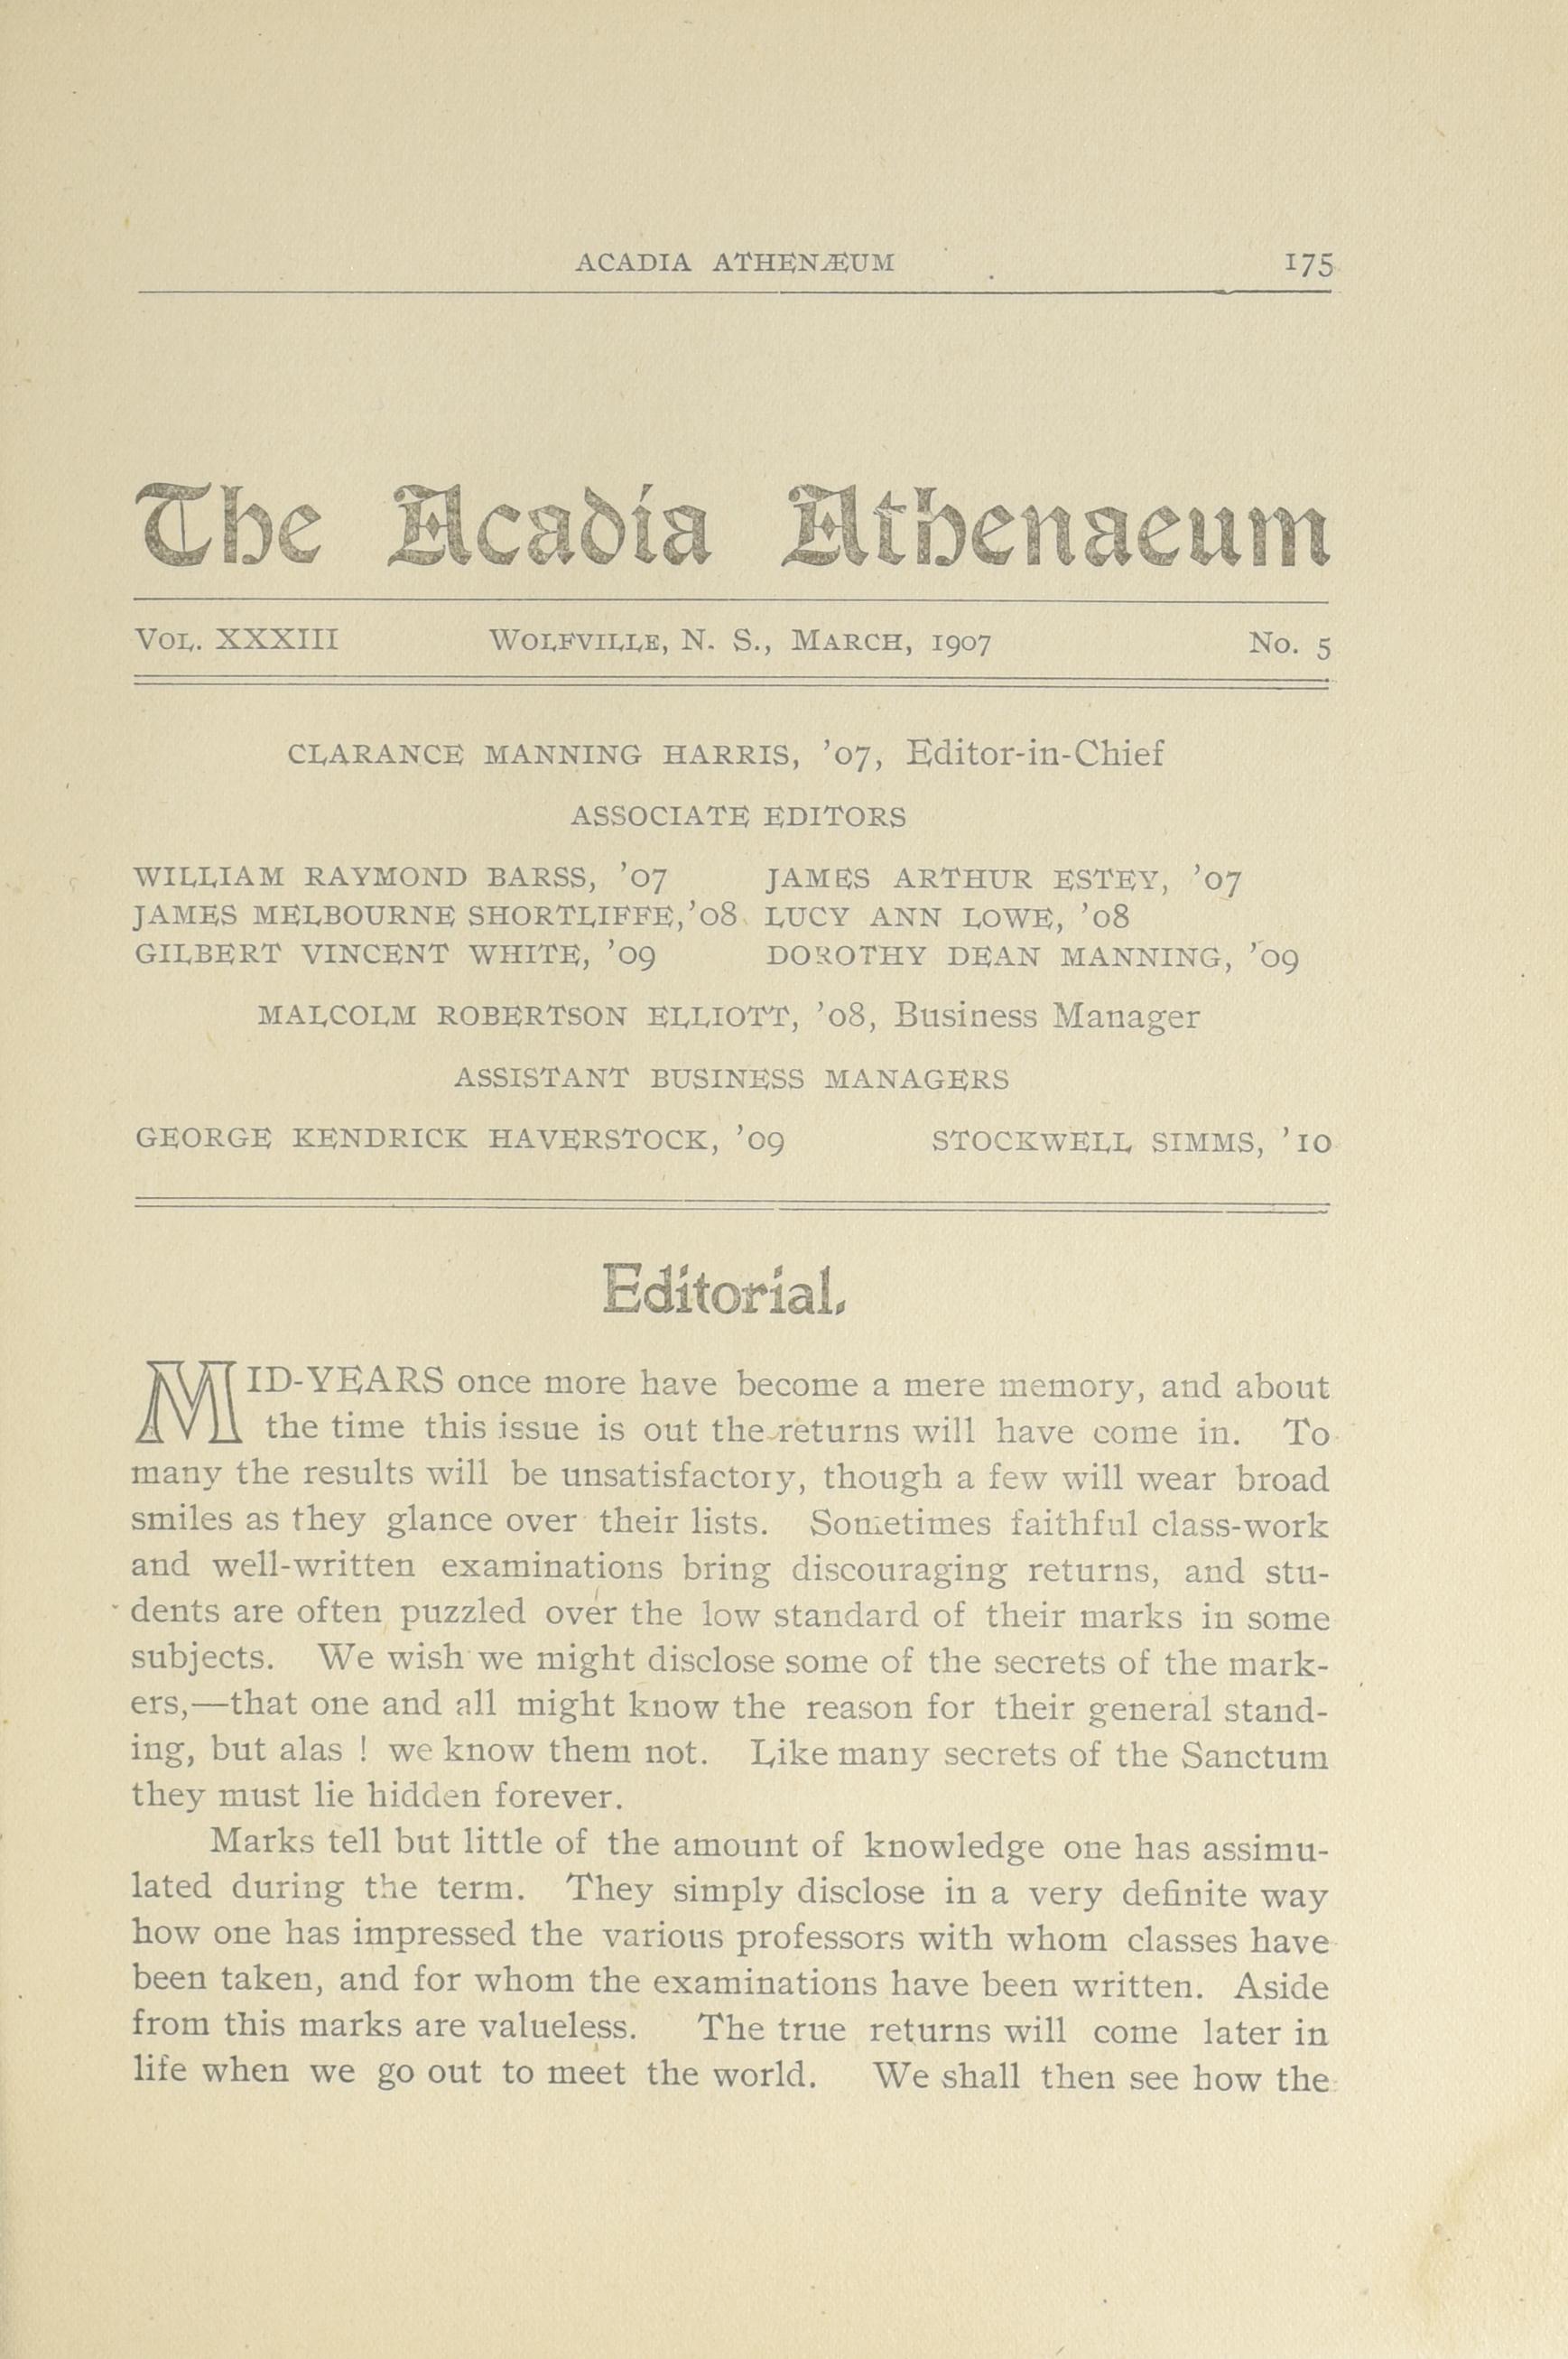 ACADIA ATHENÆUM 175
The Acadia Athenaeum
VOL. XXXIII WOLFVILLE, N. S., MARCH, 1907 No. 5
CLARANCE MANNING HARRIS, ’07, Editor-in-Chief
ASSOCIATE EDITORS
WILLIAM RAYMOND BARSS, ’07 JAMES ARTHUR ESTEY, ’07
JAMES MELBOURNE SHORTLIFFE,’08 LUCY ANN LOWE, ’08
GILBERT VINCENT WHITE, ’09 DOROTHY DEAN MANNING, ’09
MALCOLM ROBERTSON ELLIOTT, ’08, Business Manager
ASSISTANT BUSINESS MANAGERS
GEORGE KENDRICK HAVERSTOCK, ’09 STOCKWELL SIMMS, ’10
Editorial.
MID-YEARS once more have become a mere memory, and about
the time this issue is out the returns will have come in. To
many the results will be unsatisfactory, though a few will wear broad
smiles as they glance over their lists. Sometimes faithful class-work
and well-written examinations bring discouraging returns, and stu-
dents are often puzzled over the low standard of their marks in some
subjects. We wish we might disclose some of the secrets of the mark-
ers,—that one and all might know the reason for their general stand-
ing, but alas ! we know them not. Like many secrets of the Sanctum
they must lie hidden forever.
Marks tell but little of the amount of knowledge one has assimu-
lated during the term. They simply disclose in a very definite way
how one has impressed the various professors with whom classes have
been taken, and for whom the examinations have been written. Aside
from this marks are valueless. The true returns will come later in
life when we go out to meet the world. We shall then see how the